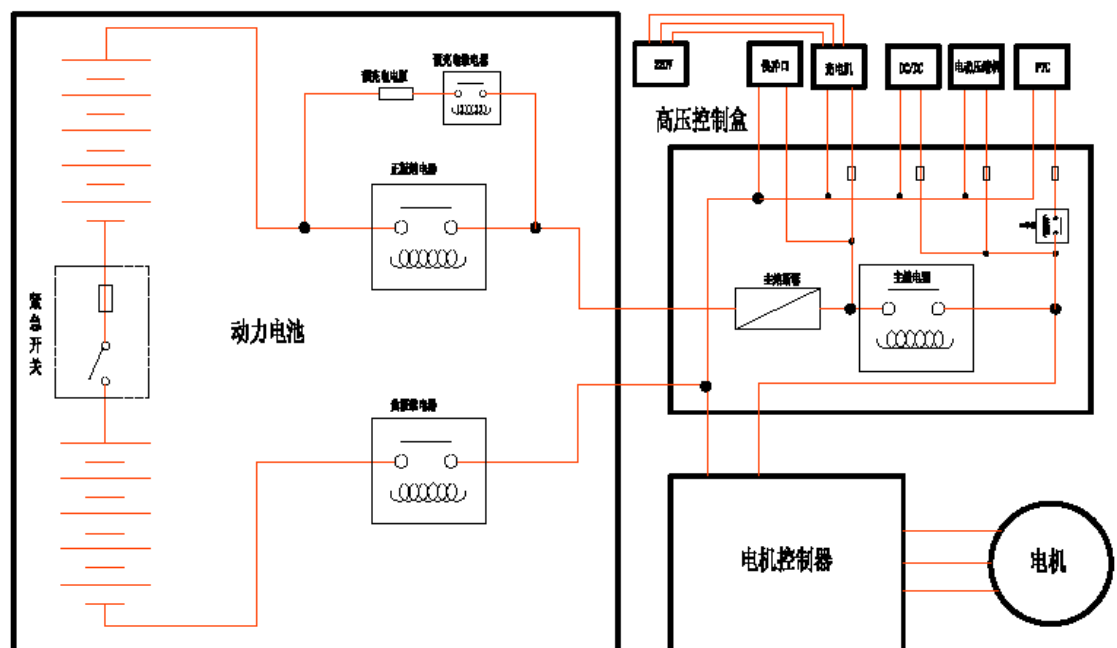 预充电继电器
预充电电阻
正极继电器
紧急开关
动力电池
负极继电器
220V
快冲口
充电机
DC/DC
电动压缩机
PTC
高压控制盒
主熔断器
主继电器
电机控制器
电机